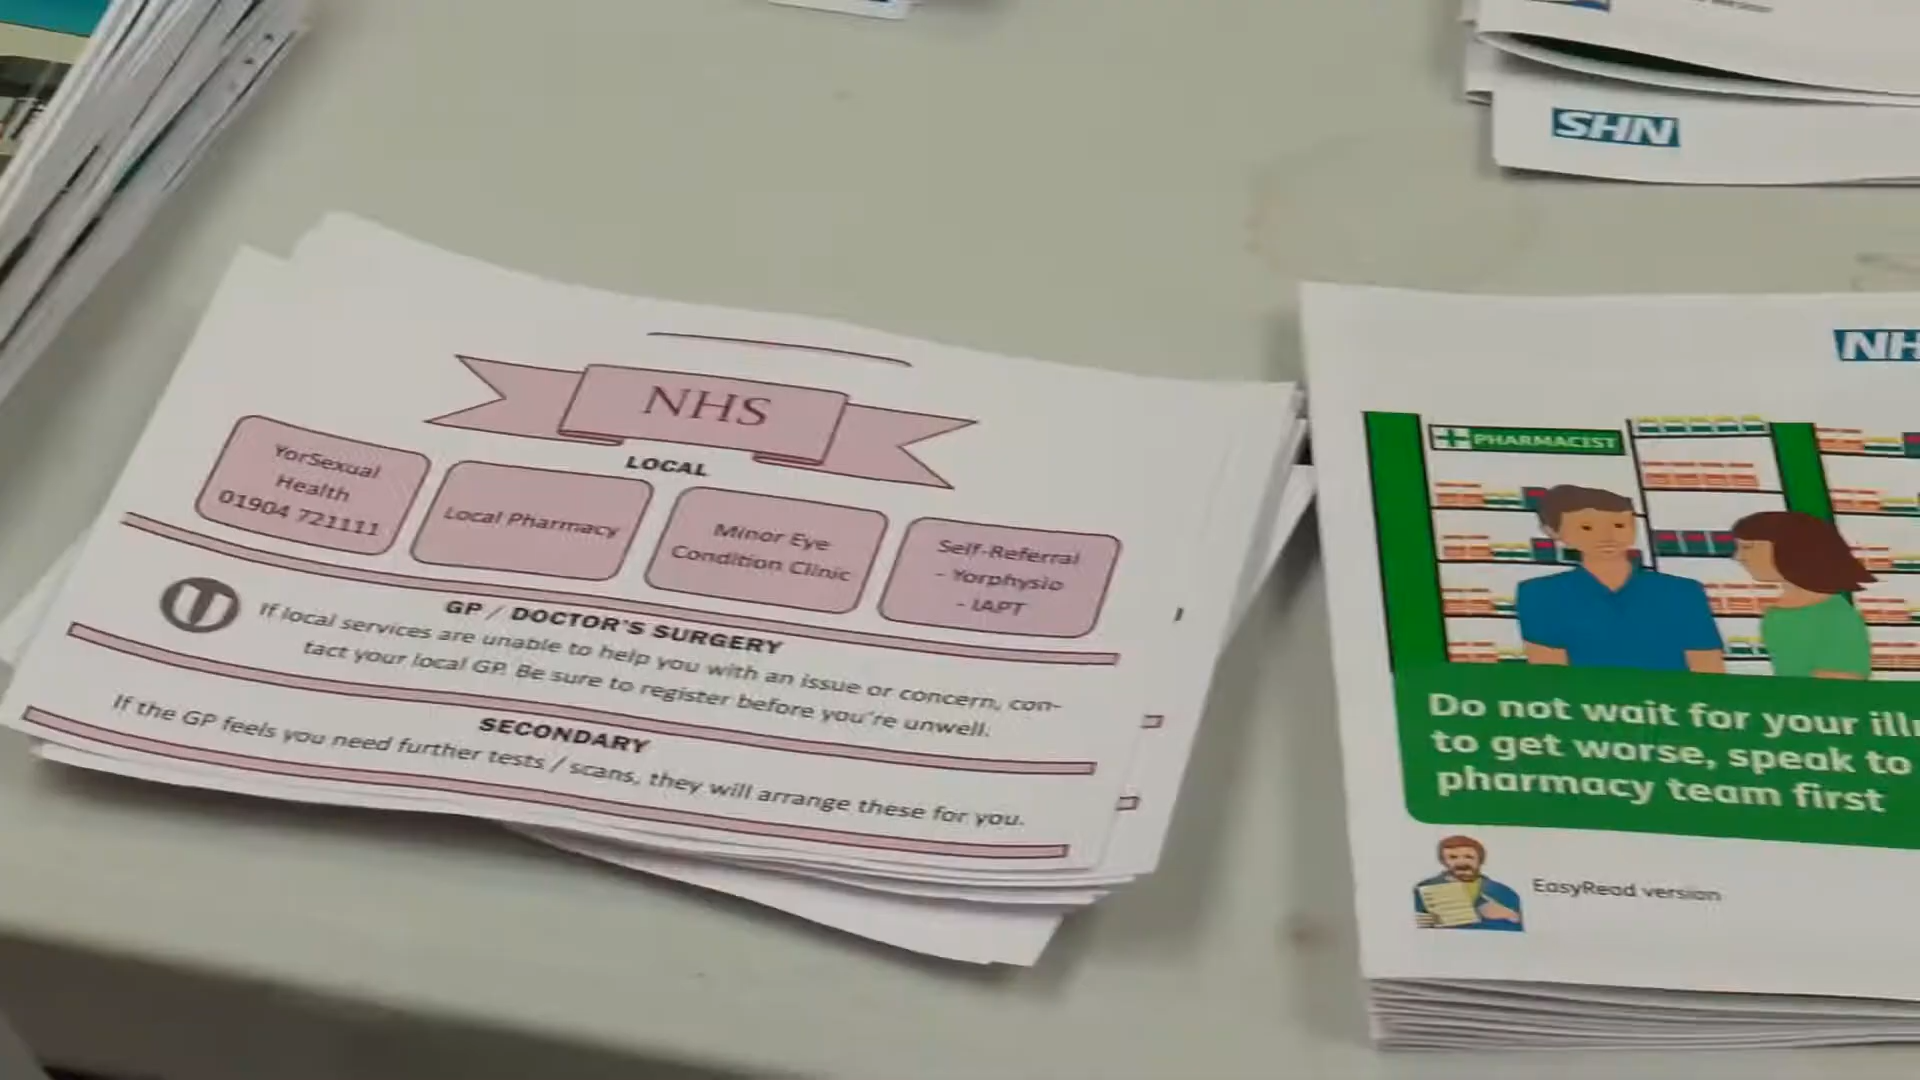 SHN
NHS
LOCAL
YorSexual
Health
01904 721111
Local Pharmacy
Minor Eye
Condition Clinic
Self-Referral
- Yorphysio
- IAPT
GP / DOCTOR'S SURGERY
If local services are unable to help you with an issue or concern, con-
tact your local GP. Be sure to register before you're unwell.
SECONDARY
If the GP feels you need further tests / scans, they will arrange these for you.
NH
PHARMACIST
Do not wait for your
to get worse, speak to
pharmacy team first
EasyRead version